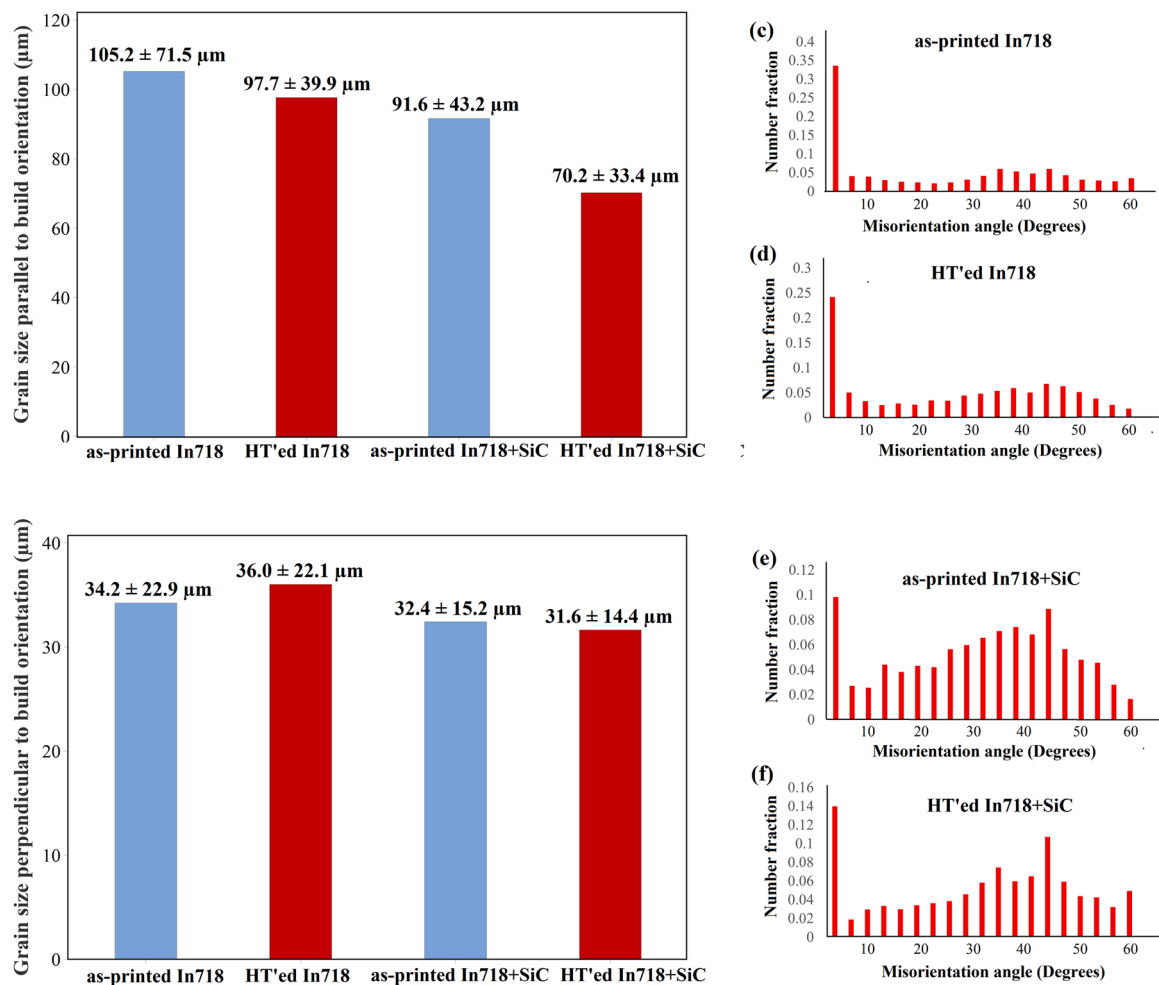 Grain size parallel to build orientation (µm)
120
100
80
60
40
20
0
105.2 ± 71.5 µm
97.7 ± 39.9 µm
91.6 ± 43.2 µm
70.2 ± 33.4 µm
as-printed In718
HT'ed In718
as-printed In718+SiC
HT'ed In718+SiC
(c)
as-printed In718
Number fraction
0.4
0.35
0.3
0.25
0.2
0.15
0.1
0.05
0
10
20
30
40
50
60
Misorientation angle (Degrees)
(d)
HT'ed In718
Number fraction
0.3
0.25
0.2
0.15
0.1
0.05
0
10
20
30
40
50
60
Misorientation angle (Degrees)
Grain size perpendicular to build orientation (µm)
40
30
20
10
0
34.2 ± 22.9 µm
36.0 ± 22.1 µm
32.4 ± 15.2 µm
31.6 ± 14.4 µm
as-printed In718
HT'ed In718
as-printed In718+SiC
HT'ed In718+SiC
(e)
as-printed In718+SiC
Number fraction
0.12
0.1
0.08
0.06
0.04
0.02
0
10
20
30
40
50
60
Misorientation angle (Degrees)
(f)
HT'ed In718+SiC
Number fraction
0.16
0.14
0.12
0.1
0.08
0.06
0.04
0.02
0
10
20
30
40
50
60
Misorientation angle (Degrees)